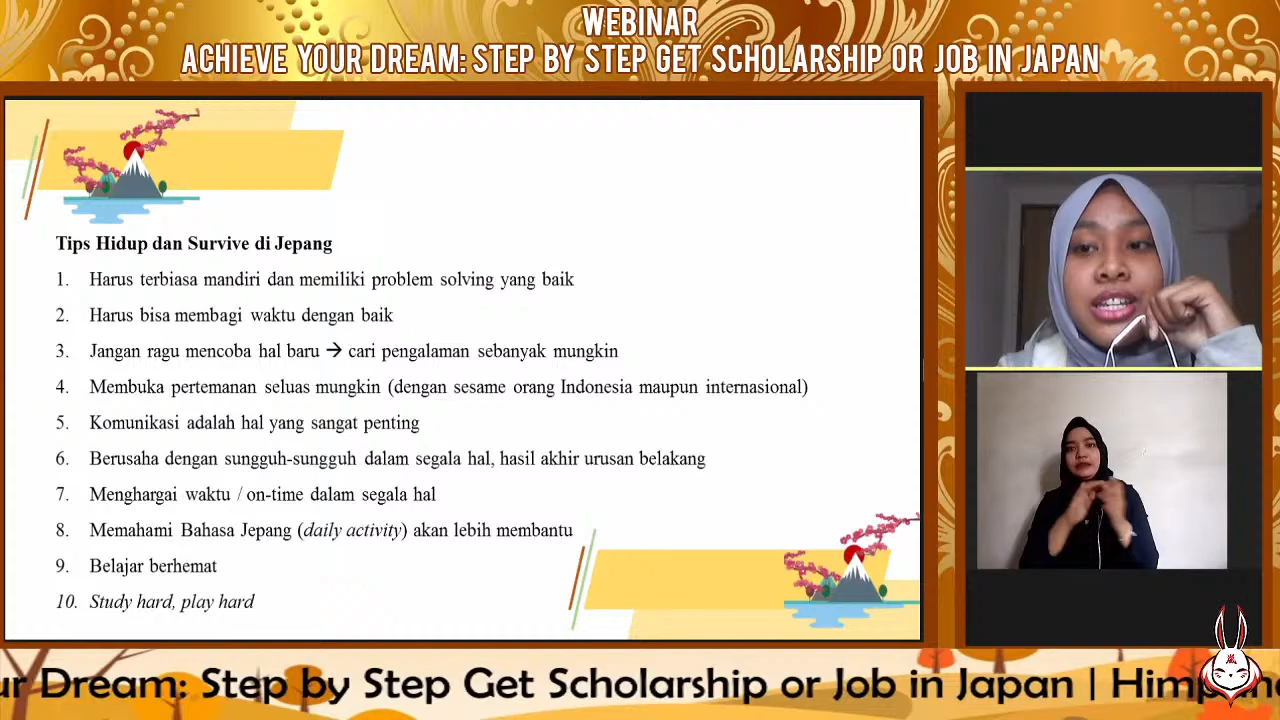 WEBINAR
ACHIEVE YOUR DREAM: STEP BY STEP GET SCHOLARSHIP OR JOB IN JAPAN
Tips Hidup dan Survive di Jepang
1. Harus terbiasa mandiri dan memiliki problem solving yang baik
2. Harus bisa membagi waktu dengan baik
3. Jangan ragu mencoba hal baru → cari pengalaman sebanyak mungkin
4. Membuka pertemanan seluas mungkin (dengan sesame orang Indonesia maupun internasional)
5. Komunikasi adalah hal yang sangat penting
6. Berusaha dengan sungguh-sungguh dalam segala hal, hasil akhir urusan belakang
7. Menghargai waktu / on-time dalam segala hal
8. Memahami Bahasa Jepang (daily activity) akan lebih membantu
9. Belajar berhemat
10. Study hard, play hard
ur Dream: Step by Step Get Scholarship or Job in Japan |